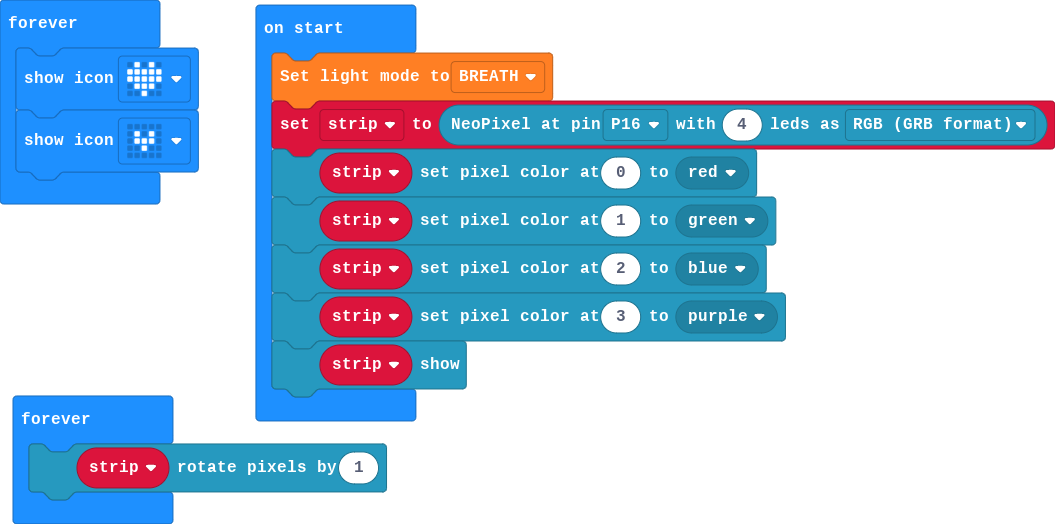 forever
show icon
show icon
on start
Set light mode to BREATH
set strip to NeoPixel at pin P16 with 4 leds as RGB (GRB format)
strip set pixel color at 0 to red
strip set pixel color at 1 to green
strip set pixel color at 2 to blue
strip set pixel color at 3 to purple
strip show
forever
strip rotate pixels by 1